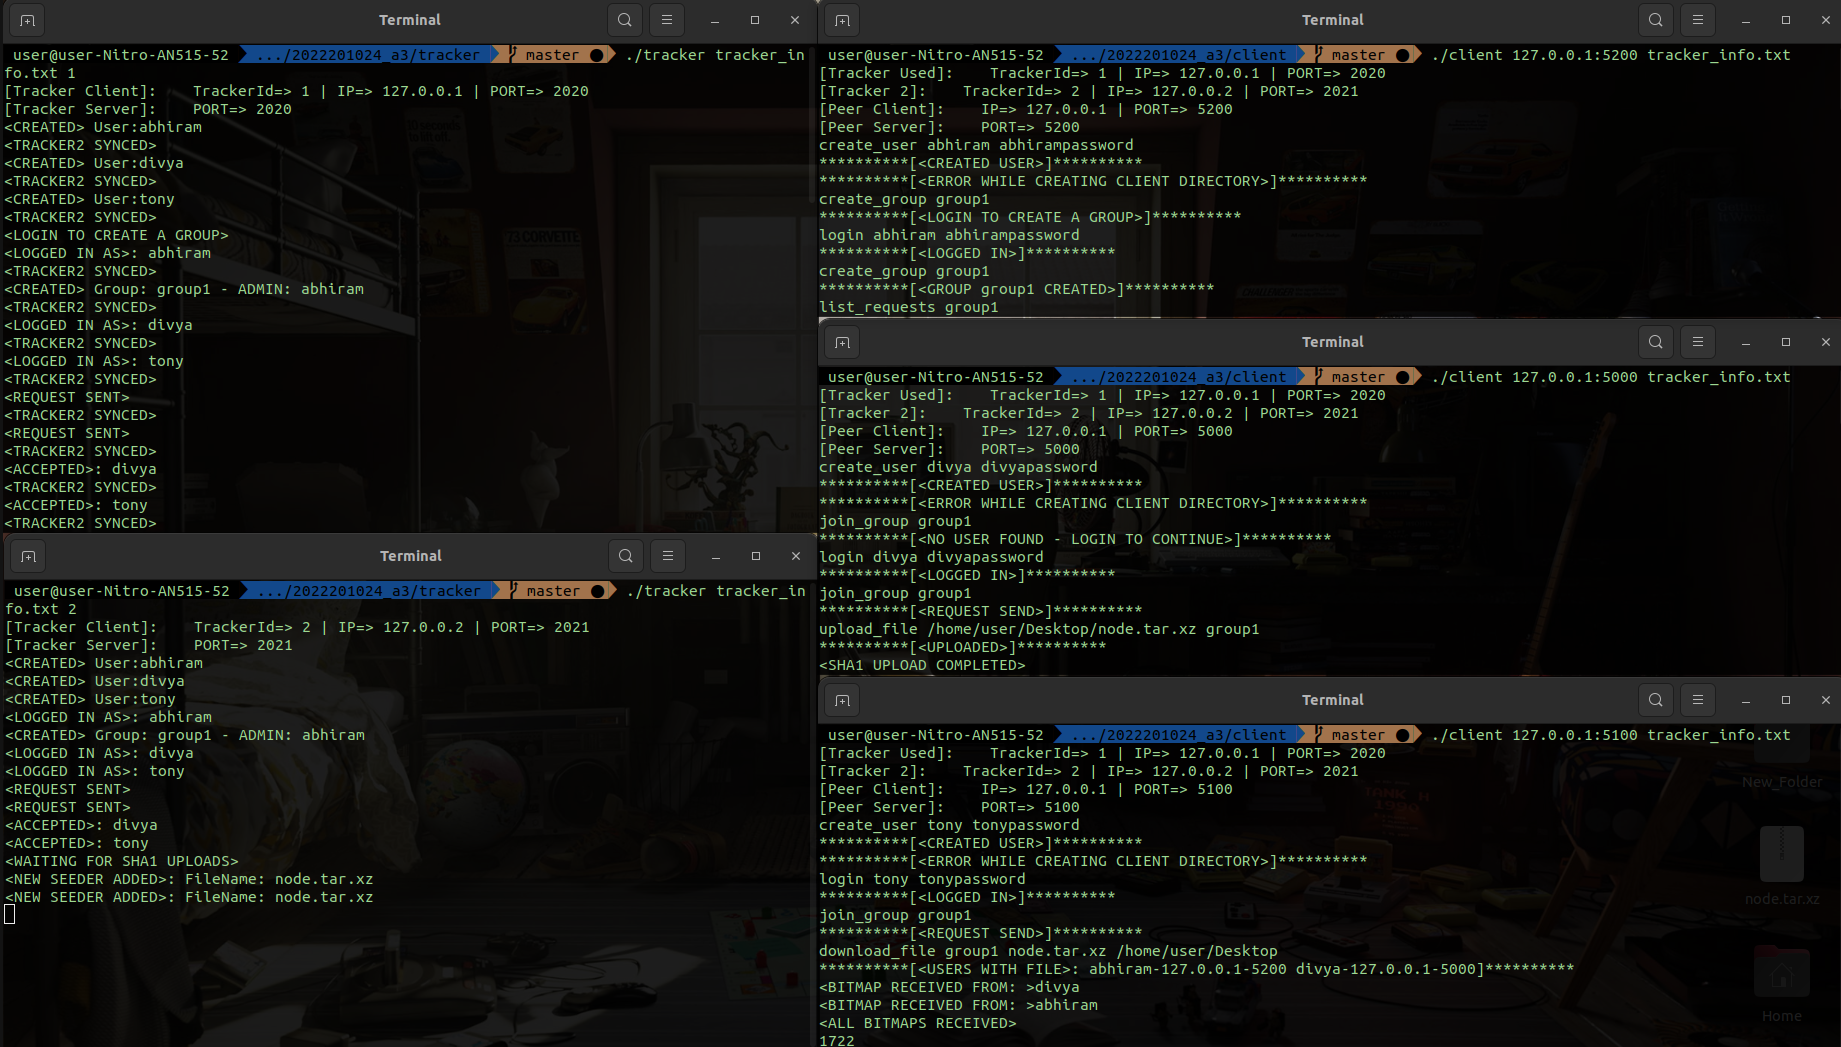 Terminal
user@user-Nitro-AN515-52 .../2022201024_a3/tracker master ● ./tracker tracker_in
fo.txt 1
[Tracker Client]: TrackerId=> 1 | IP=> 127.0.0.1 | PORT=> 2020
[Tracker Server]: PORT=> 2020
<CREATED> User:abhiram
<TRACKER2 SYNCED>
<CREATED> User:divya
<TRACKER2 SYNCED>
<CREATED> User:tony
<TRACKER2 SYNCED>
<LOGIN TO CREATE A GROUP>
<LOGGED IN AS>: abhiram
<TRACKER2 SYNCED>
<CREATED> Group: group1 - ADMIN: abhiram
<TRACKER2 SYNCED>
<LOGGED IN AS>: divya
<TRACKER2 SYNCED>
<LOGGED IN AS>: tony
<TRACKER2 SYNCED>
<REQUEST SENT>
<TRACKER2 SYNCED>
<REQUEST SENT>
<TRACKER2 SYNCED>
<ACCEPTED>: divya
<TRACKER2 SYNCED>
<ACCEPTED>: tony
<TRACKER2 SYNCED>
Terminal
user@user-Nitro-AN515-52 .../2022201024_a3/tracker master ● ./tracker tracker_in
fo.txt 2
[Tracker Client]: TrackerId=> 2 | IP=> 127.0.0.2 | PORT=> 2021
[Tracker Server]: PORT=> 2021
<CREATED> User:abhiram
<CREATED> User:divya
<CREATED> User:tony
<LOGGED IN AS>: abhiram
<CREATED> Group: group1 - ADMIN: abhiram
<LOGGED IN AS>: divya
<LOGGED IN AS>: tony
<REQUEST SENT>
<REQUEST SENT>
<ACCEPTED>: divya
<ACCEPTED>: tony
<WAITING FOR SHA1 UPLOADS>
<NEW SEEDER ADDED>: FileName: node.tar.xz
<NEW SEEDER ADDED>: FileName: node.tar.xz
Terminal
user@user-Nitro-AN515-52 .../2022201024_a3/client master ● ./client 127.0.0.1:5200 tracker_info.txt
[Tracker Used]: TrackerId=> 1 | IP=> 127.0.0.1 | PORT=> 2020
[Tracker 2]: TrackerId=> 2 | IP=> 127.0.0.2 | PORT=> 2021
[Peer Client]: IP=> 127.0.0.1 | PORT=> 5200
[Peer Server]: PORT=> 5200
create_user abhiram abhirampassword
**********[<CREATED USER>]**********
**********[<ERROR WHILE CREATING CLIENT DIRECTORY>]**********
create_group group1
**********[<LOGIN TO CREATE A GROUP>]**********
login abhiram abhirampassword
**********[<LOGGED IN>]**********
create_group group1
**********[<GROUP group1 CREATED>]**********
list_requests group1
Terminal
user@user-Nitro-AN515-52 .../2022201024_a3/client master ● ./client 127.0.0.1:5000 tracker_info.txt
[Tracker Used]: TrackerId=> 1 | IP=> 127.0.0.1 | PORT=> 2020
[Tracker 2]: TrackerId=> 2 | IP=> 127.0.0.2 | PORT=> 2021
[Peer Client]: IP=> 127.0.0.1 | PORT=> 5000
[Peer Server]: PORT=> 5000
create_user divya divyapassword
**********[<CREATED USER>]**********
**********[<ERROR WHILE CREATING CLIENT DIRECTORY>]**********
join_group group1
**********[<NO USER FOUND - LOGIN TO CONTINUE>]**********
login divya divyapassword
**********[<LOGGED IN>]**********
join_group group1
**********[<REQUEST SEND>]**********
upload_file /home/user/Desktop/node.tar.xz group1
**********[<UPLOADED>]**********
<SHA1 UPLOAD COMPLETED>
Terminal
user@user-Nitro-AN515-52 .../2022201024_a3/client master ● ./client 127.0.0.1:5100 tracker_info.txt
[Tracker Used]: TrackerId=> 1 | IP=> 127.0.0.1 | PORT=> 2020
[Tracker 2]: TrackerId=> 2 | IP=> 127.0.0.2 | PORT=> 2021
[Peer Client]: IP=> 127.0.0.1 | PORT=> 5100
[Peer Server]: PORT=> 5100
create_user tony tonypassword
**********[<CREATED USER>]**********
**********[<ERROR WHILE CREATING CLIENT DIRECTORY>]**********
login tony tonypassword
**********[<LOGGED IN>]**********
join_group group1
**********[<REQUEST SEND>]**********
download_file group1 node.tar.xz /home/user/Desktop
**********[<USERS WITH FILE>: abhiram-127.0.0.1-5200 divya-127.0.0.1-5000]**********
<BITMAP RECEIVED FROM: >divya
<BITMAP RECEIVED FROM: >abhiram
<ALL BITMAPS RECEIVED>
1722
New_Folder
node.tar.xz
Home
73 CORVETTE